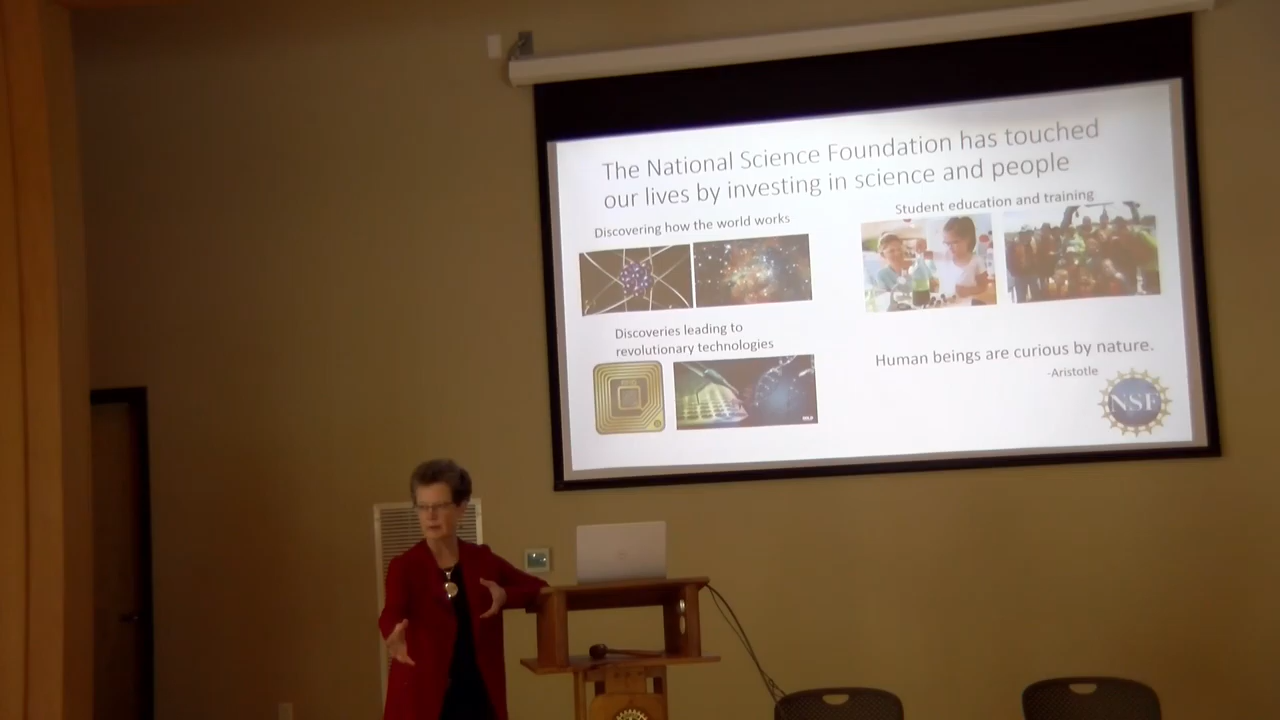 The National Science Foundation has touched
our lives by investing in science and people
Discovering how the world works
Student education and training
Discoveries leading to
revolutionary technologies
Human beings are curious by nature.
-Aristotle
NSF